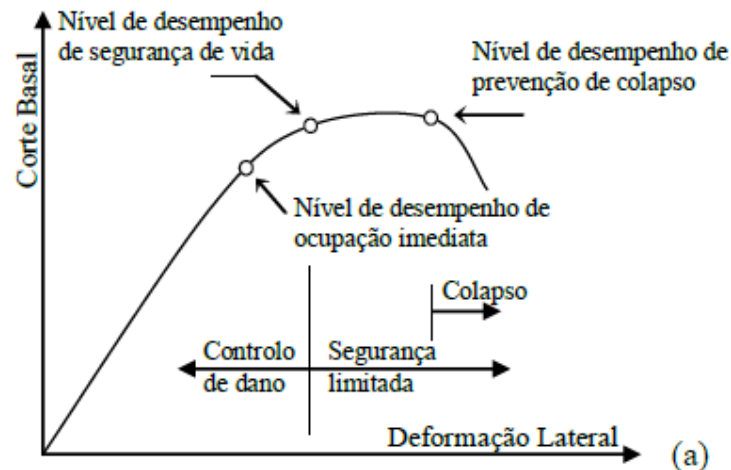 Nível de desempenho
de segurança de vida
Nível de desempenho de
prevenção de colapso
Corte Basal
Nível de desempenho de
ocupação imediata
Colapso
Controlo
de dano
Segurança
limitada
Deformação Lateral
(a)